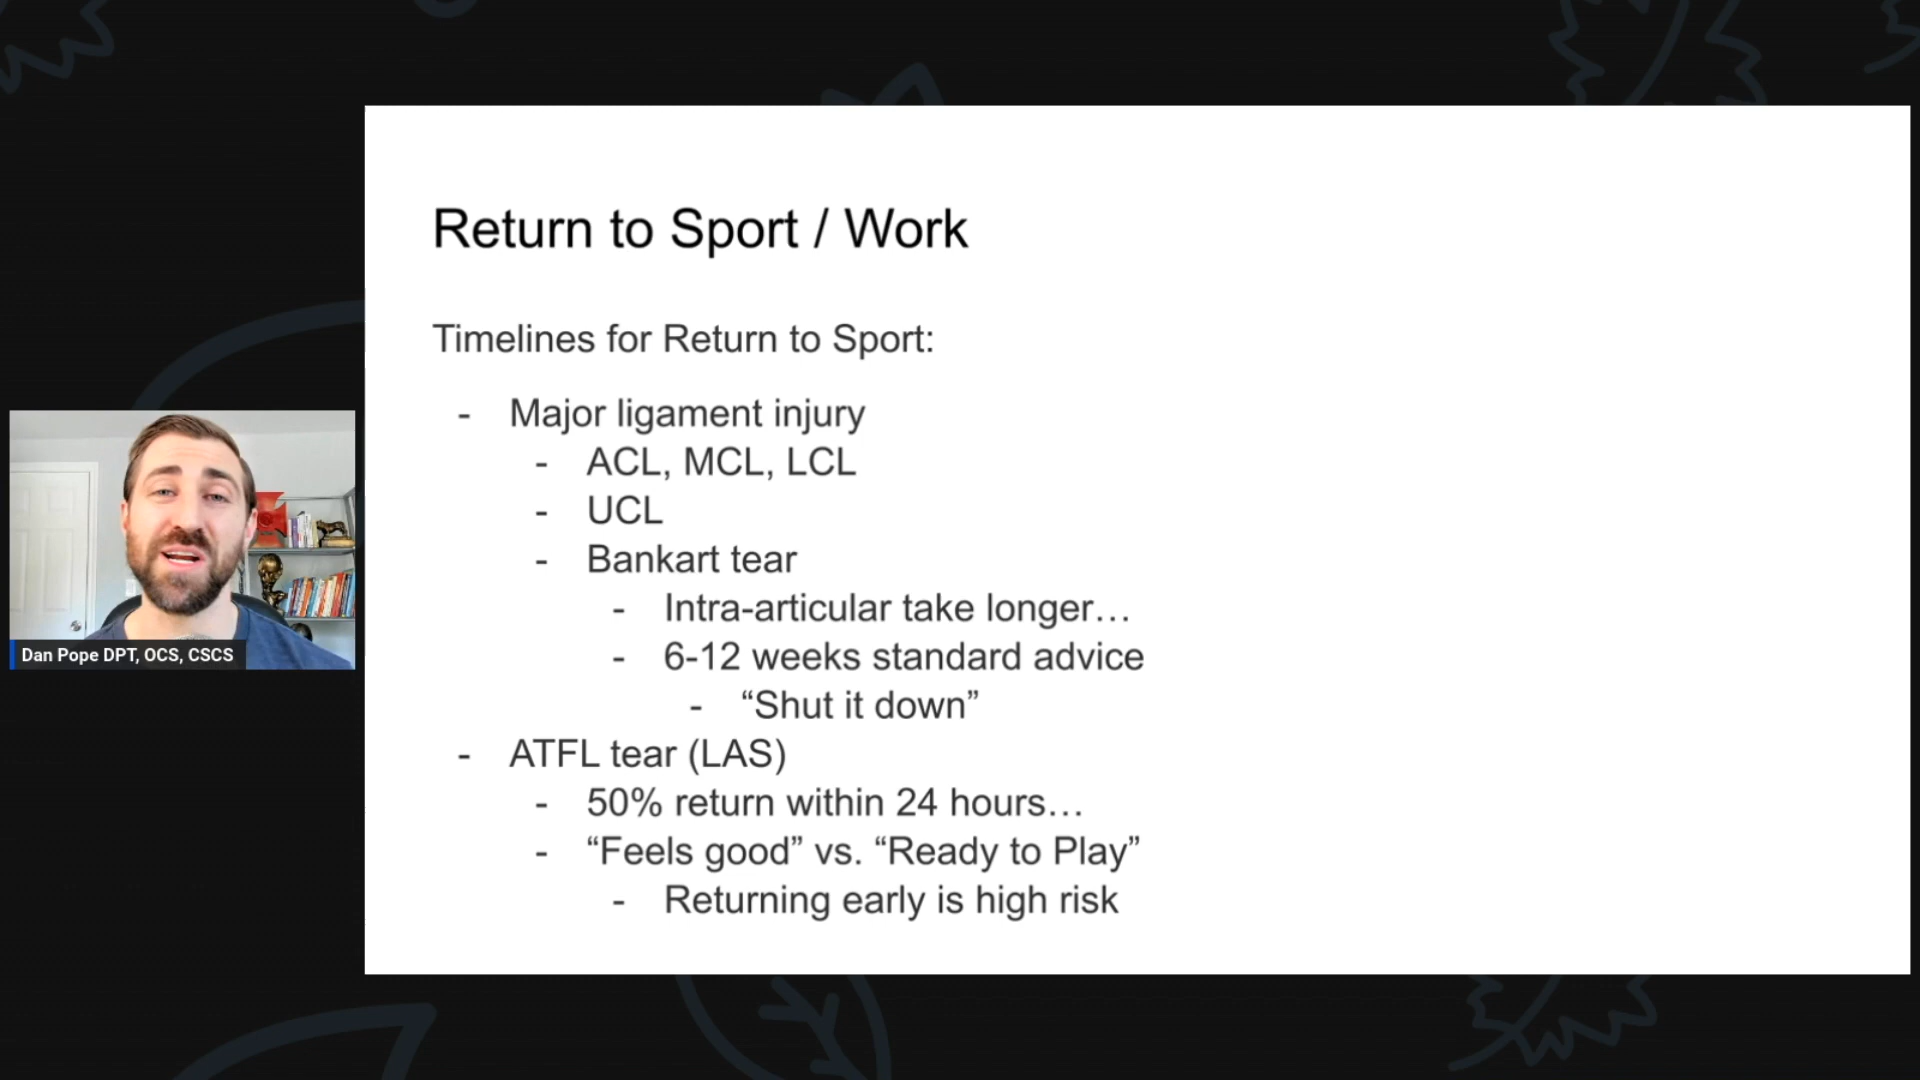 Return to Sport / Work
Timelines for Return to Sport:
- Major ligament injury
- ACL, MCL, LCL
- UCL
- Bankart tear
- Intra-articular take longer…
- 6-12 weeks standard advice
- “Shut it down”
- ATFL tear (LAS)
- 50% return within 24 hours…
- “Feels good” vs. “Ready to Play”
- Returning early is high risk
Dan Pope DPT, OCS, CSCS